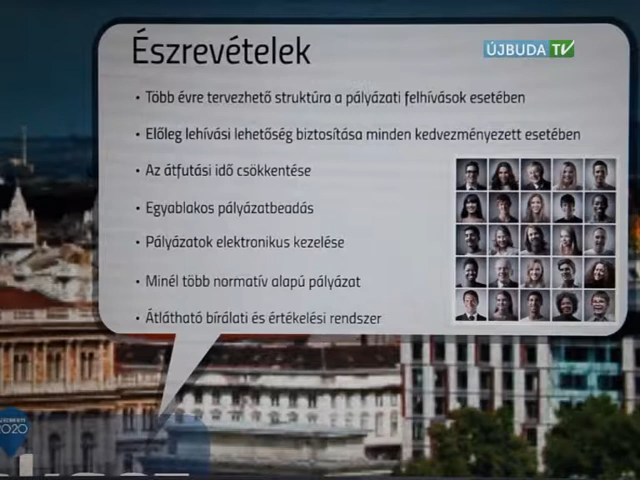 Észrevételek
ÚJBUDA TV
• Több évre tervezhető struktúra a pályázati felhívások esetében
• Előleg lehívási lehetőség biztosítása minden kedvezményezett esetében
• Az átfutási idő csökkentése
• Egyablakos pályázatbeadás
• Pályázatok elektronikus kezelése
• Minél több normatív alapú pályázat
• Átlátható bírálati és értékelési rendszer
2020